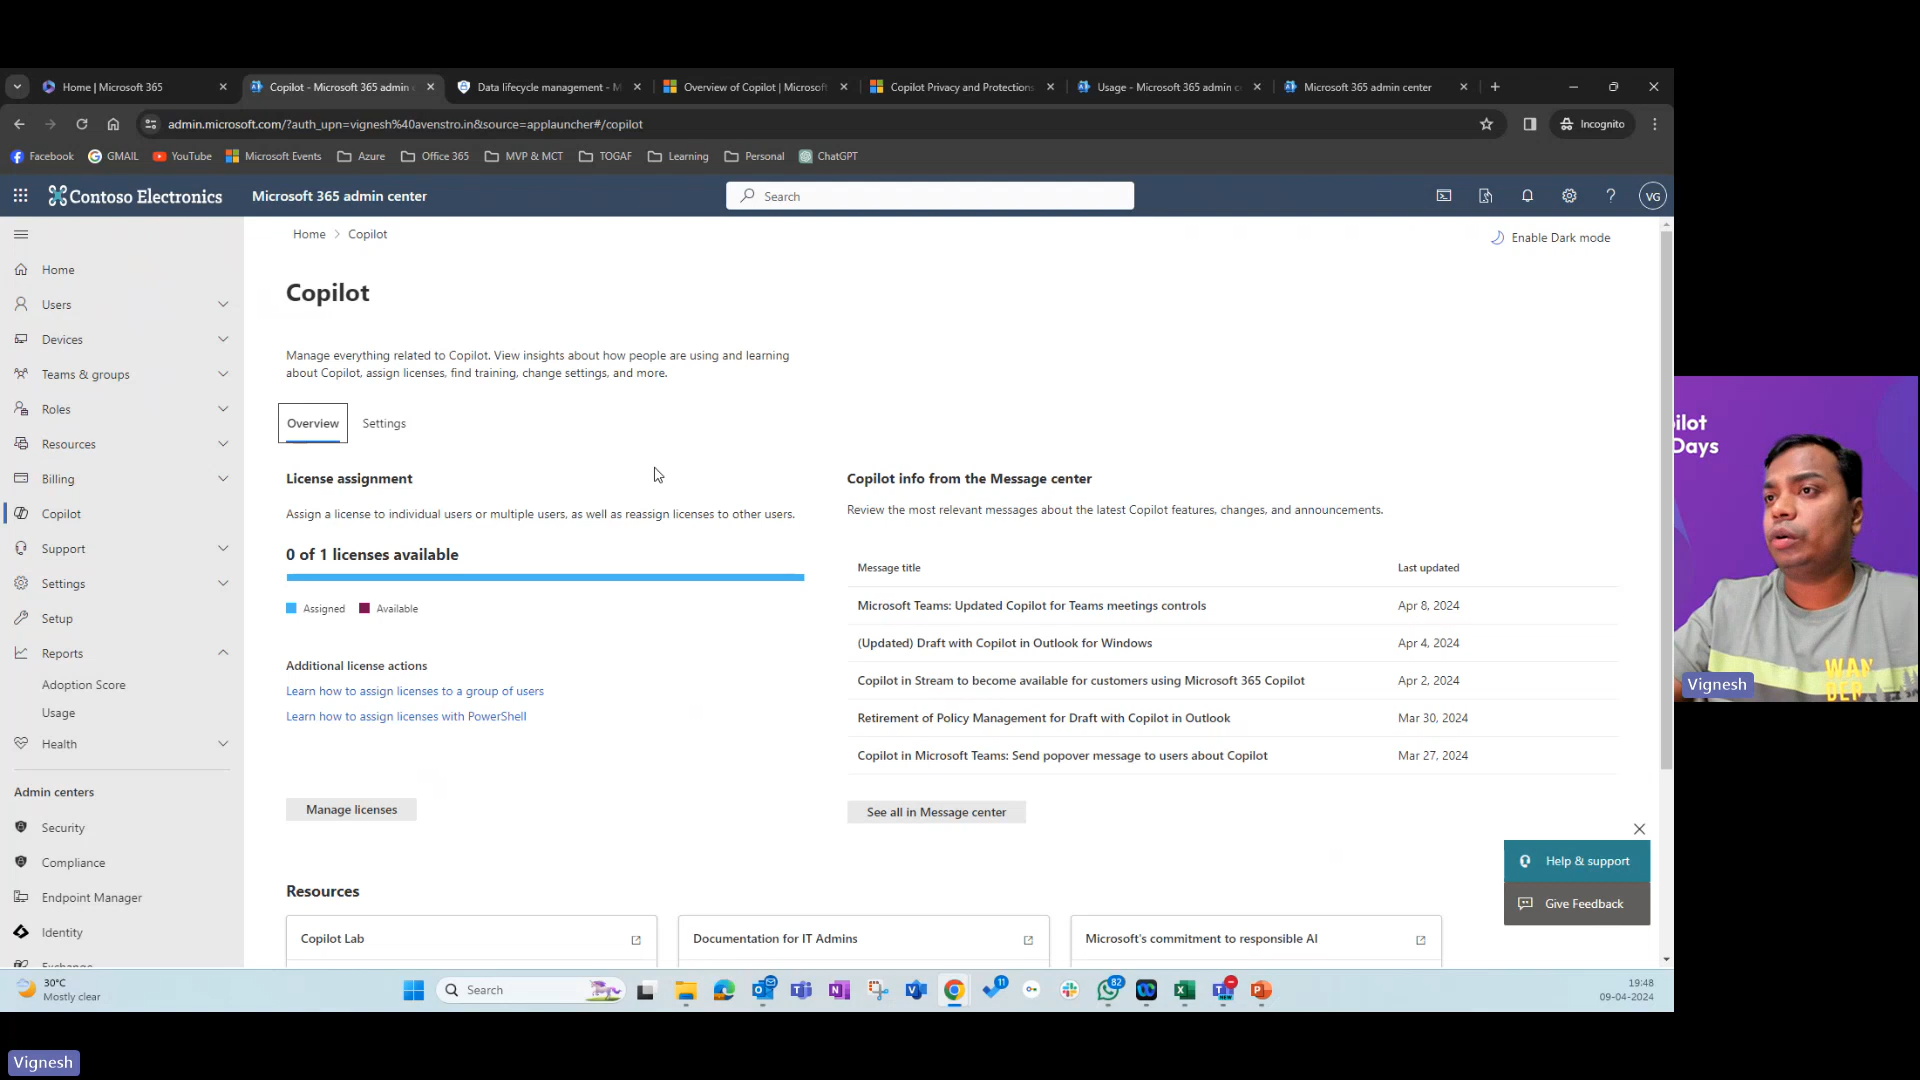 Home | Microsoft 365
Copilot - Microsoft 365 admin c
Data lifecycle management - M
Overview of Copilot | Microsoft
Copilot Privacy and Protections
Usage - Microsoft 365 admin c
Microsoft 365 admin center
admin.microsoft.com/?auth_upn=vignesh%40avenstro.in&source=applauncher#/copilot
Incognito
Facebook
GMAIL
YouTube
Microsoft Events
Azure
Office 365
MVP & MCT
TOGAF
Learning
Personal
ChatGPT
Contoso Electronics
Microsoft 365 admin center
Search
VG
Home
Users
Devices
Teams & groups
Roles
Resources
Billing
Copilot
Support
Settings
Setup
Reports
Adoption Score
Usage
Health
Admin centers
Security
Compliance
Endpoint Manager
Identity
Exchange
Home > Copilot
Enable Dark mode
Copilot
Manage everything related to Copilot. View insights about how people are using and learning
about Copilot, assign licenses, find training, change settings, and more.
Overview
Settings
License assignment
Assign a license to individual users or multiple users, as well as reassign licenses to other users.
0 of 1 licenses available
Assigned
Available
Additional license actions
Learn how to assign licenses to a group of users
Learn how to assign licenses with PowerShell
Manage licenses
Copilot info from the Message center
Review the most relevant messages about the latest Copilot features, changes, and announcements.
Message title
Last updated
Microsoft Teams: Updated Copilot for Teams meetings controls
Apr 8, 2024
(Updated) Draft with Copilot in Outlook for Windows
Apr 4, 2024
Copilot in Stream to become available for customers using Microsoft 365 Copilot
Apr 2, 2024
Retirement of Policy Management for Draft with Copilot in Outlook
Mar 30, 2024
Copilot in Microsoft Teams: Send popover message to users about Copilot
Mar 27, 2024
See all in Message center
Resources
Copilot Lab
Documentation for IT Admins
Microsoft's commitment to responsible AI
Help & support
Give Feedback
ilot
Days
WAN
DER
Vignesh
30°C
Mostly clear
Search
11
82
NEW
19:48
09-04-2024
Vignesh